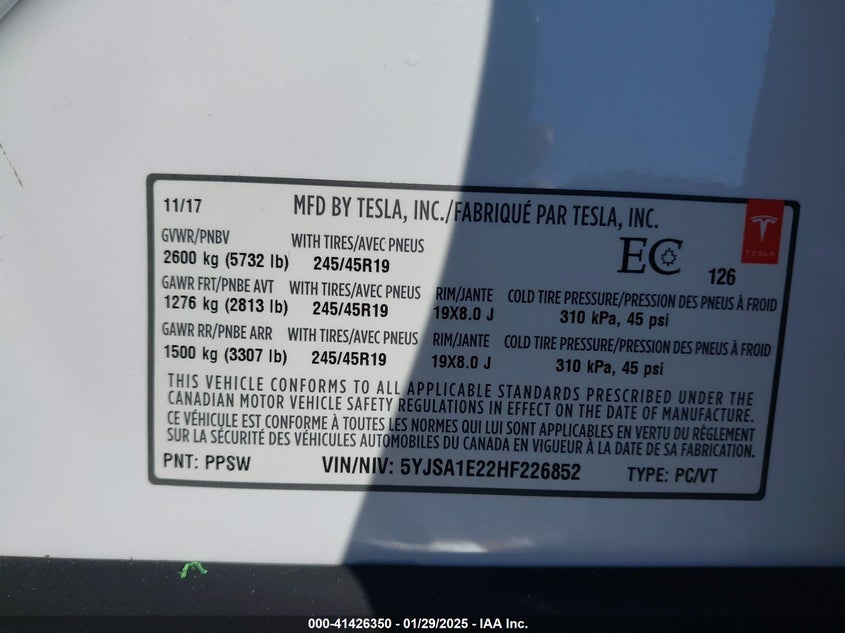 11/17 MFD BY TESLA, INC./FABRIQUÉ PAR TESLA, INC.
TESLA
GVWR/PNBV WITH TIRES/AVEC PNEUS
2600 kg (5732 lb) 245/45R19
EC 126
GAWR FRT/PNBE AVT WITH TIRES/AVEC PNEUS RIM/JANTE COLD TIRE PRESSURE/PRESSION DES PNEUS À FROID
1276 kg (2813 lb) 245/45R19 19X8.0 J 310 kPa, 45 psi
GAWR RR/PNBE ARR WITH TIRES/AVEC PNEUS RIM/JANTE COLD TIRE PRESSURE/PRESSION DES PNEUS À FROID
1500 kg (3307 lb) 245/45R19 19X8.0 J 310 kPa, 45 psi
THIS VEHICLE CONFORMS TO ALL APPLICABLE STANDARDS PRESCRIBED UNDER THE
CANADIAN MOTOR VEHICLE SAFETY REGULATIONS IN EFFECT ON THE DATE OF MANUFACTURE.
CE VÉHICULE EST CONFORME À TOUTES LES NORMES QUI LUI SONT APPLICABLES EN VERTU DU RÈGLEMENT
SUR LA SÉCURITÉ DES VÉHICULES AUTOMOBILES DU CANADA EN VIGUEUR À LA DATE DE SA FABRICATION.
PNT: PPSW VIN/NIV: 5YJSA1E22HF226852 TYPE: PC/VT
000-41426350 - 01/29/2025 - IAA Inc.